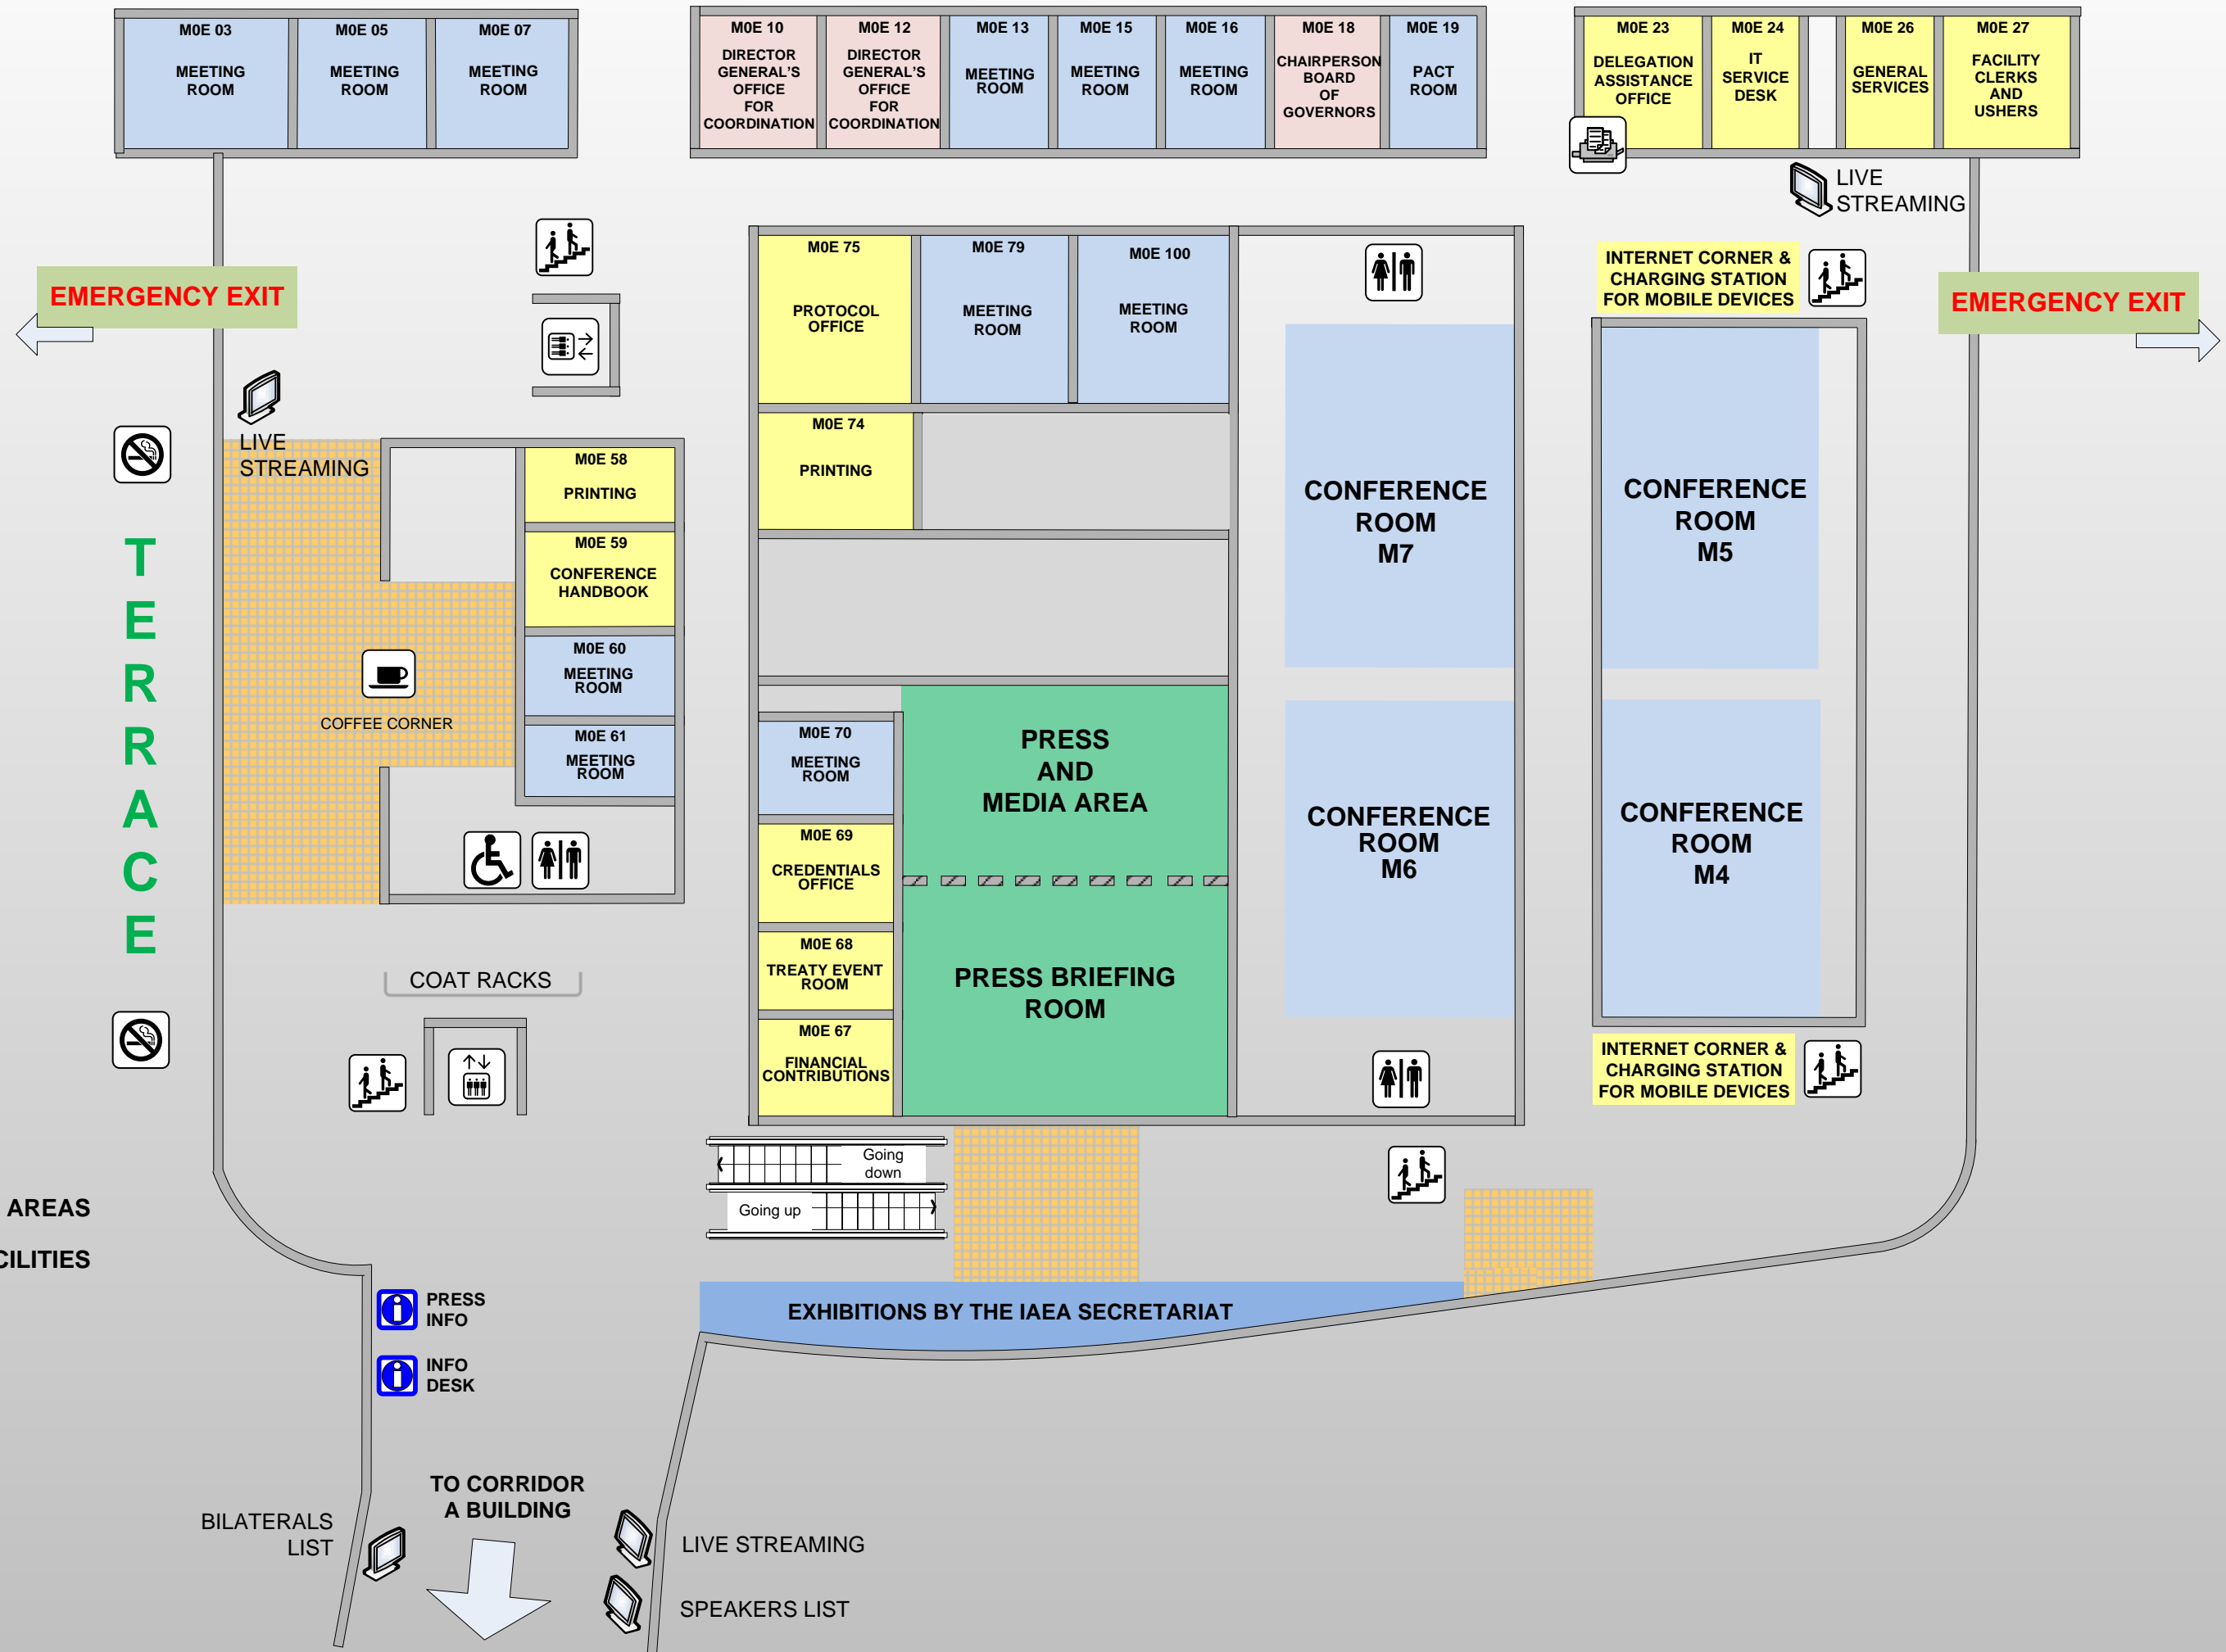 M0E 03
MEETING
ROOM
M0E 05
MEETING
ROOM
M0E 07
MEETING
ROOM
M0E 10
DIRECTOR
GENERAL'S
OFFICE
FOR
COORDINATION
M0E 12
DIRECTOR
GENERAL'S
OFFICE
FOR
COORDINATION
M0E 13
MEETING
ROOM
M0E 15
MEETING
ROOM
M0E 16
MEETING
ROOM
M0E 18
CHAIRPERSON
BOARD
OF
GOVERNORS
M0E 19
PACT
ROOM
M0E 23
DELEGATION
ASSISTANCE
OFFICE
M0E 24
IT
SERVICE
DESK
M0E 26
GENERAL
SERVICES
M0E 27
FACILITY
CLERKS
AND
USHERS
LIVE
STREAMING
EMERGENCY EXIT
M0E 75
PROTOCOL
OFFICE
M0E 79
MEETING
ROOM
M0E 100
MEETING
ROOM
INTERNET CORNER &
CHARGING STATION
FOR MOBILE DEVICES
EMERGENCY EXIT
LIVE
STREAMING
M0E 74
PRINTING
M0E 58
PRINTING
M0E 59
CONFERENCE
HANDBOOK
M0E 60
MEETING
ROOM
M0E 61
MEETING
ROOM
COFFEE CORNER
TERRACE
CONFERENCE
ROOM
M7
CONFERENCE
ROOM
M5
M0E 70
MEETING
ROOM
PRESS
AND
MEDIA AREA
CONFERENCE
ROOM
M6
CONFERENCE
ROOM
M4
M0E 69
CREDENTIALS
OFFICE
M0E 68
TREATY EVENT
ROOM
M0E 67
FINANCIAL
CONTRIBUTIONS
PRESS BRIEFING
ROOM
COAT RACKS
INTERNET CORNER &
CHARGING STATION
FOR MOBILE DEVICES
Going
down
Going up
AREAS
CILITIES
PRESS
INFO
INFO
DESK
EXHIBITIONS BY THE IAEA SECRETARIAT
TO CORRIDOR
A BUILDING
BILATERALS
LIST
LIVE STREAMING
SPEAKERS LIST